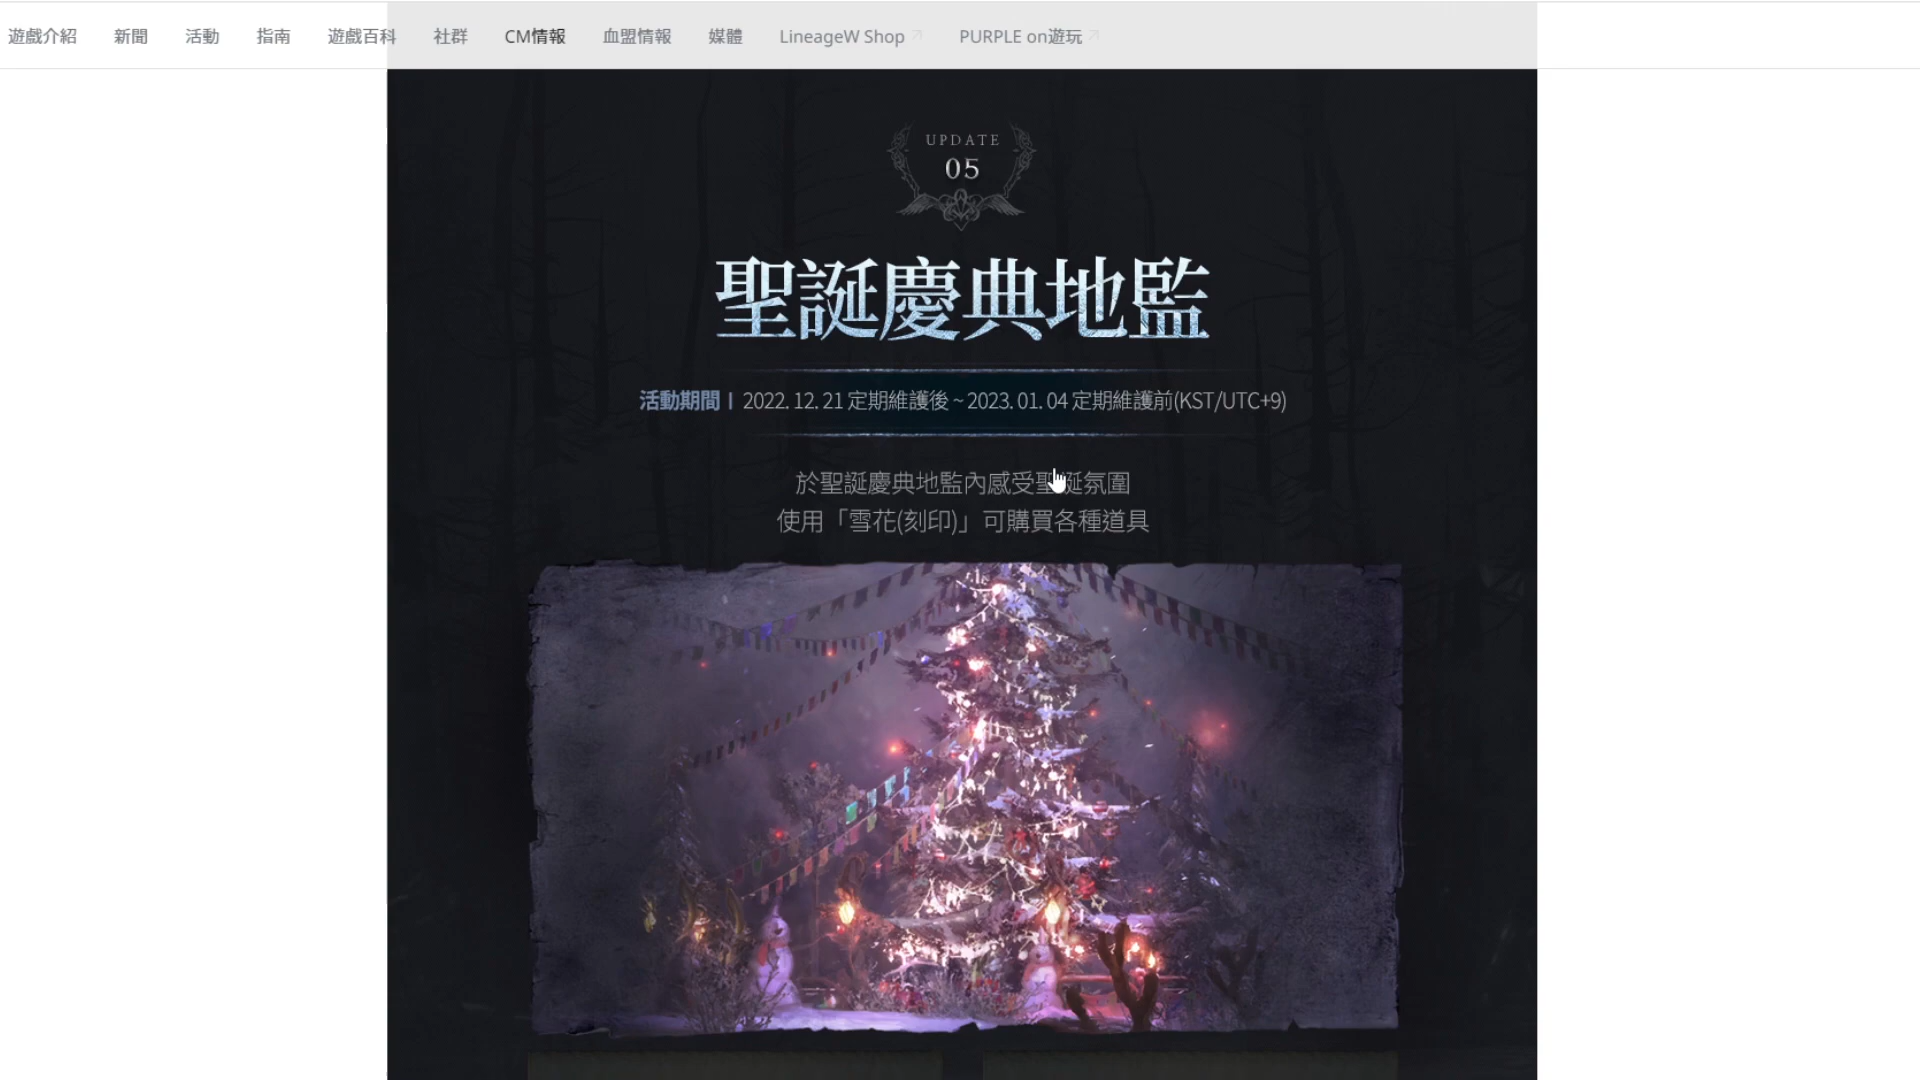 遊戲介紹 新聞 活動 指南 遊戲百科 社群 CM情報 血盟情報 媒體 LineageW Shop PURPLE on遊玩
UPDATE
05
聖誕慶典地監
活動期間 | 2022. 12. 21 定期維護後 ~ 2023. 01. 04 定期維護前(KST/UTC+9)
於聖誕慶典地監內感受聖誕氛圍
使用「雪花(刻印)」可購買各種道具